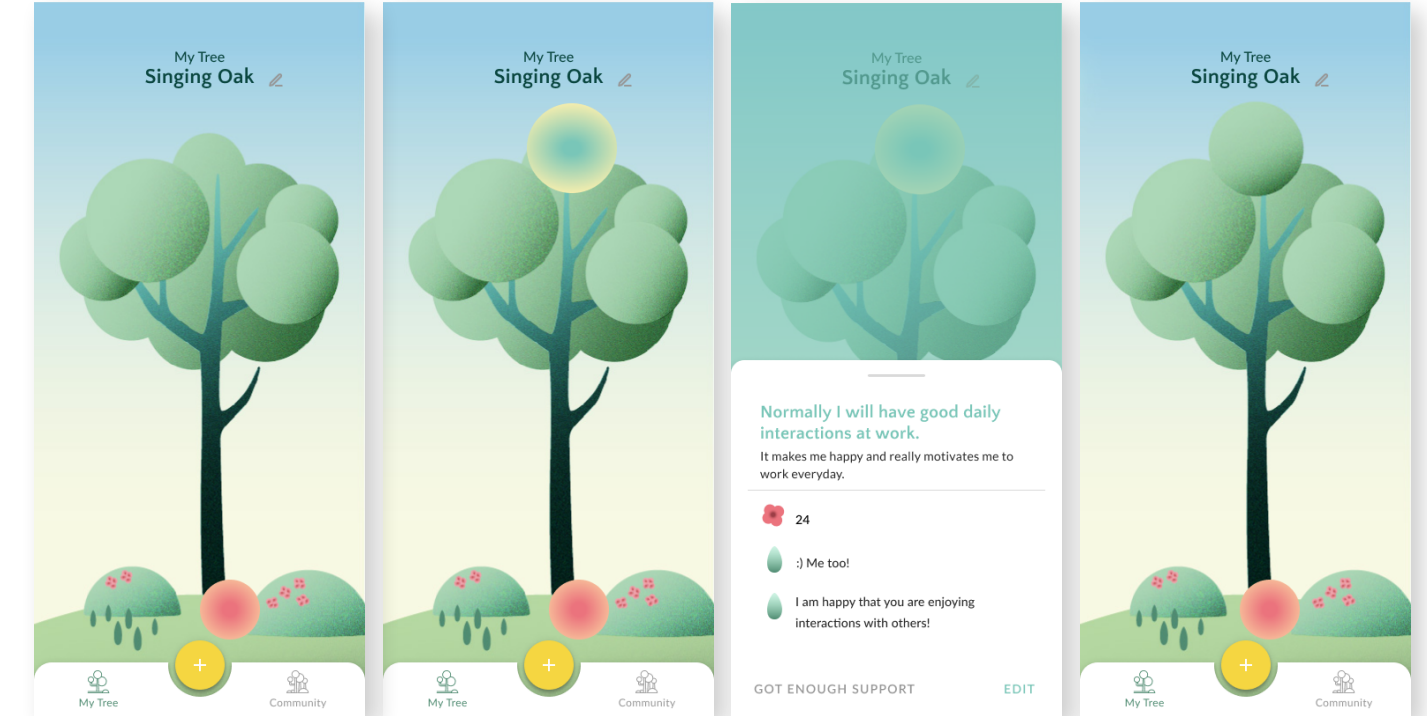 My Tree
Singing Oak
+
My Tree
Community
My Tree
Singing Oak
+
My Tree
Community
My Tree
Singing Oak
Normally I will have good daily
interactions at work.
It makes me happy and really motivates me to
work everyday.
24
:) Me too!
I am happy that you are enjoying
interactions with others!
GOT ENOUGH SUPPORT
EDIT
My Tree
Singing Oak
+
My Tree
Community